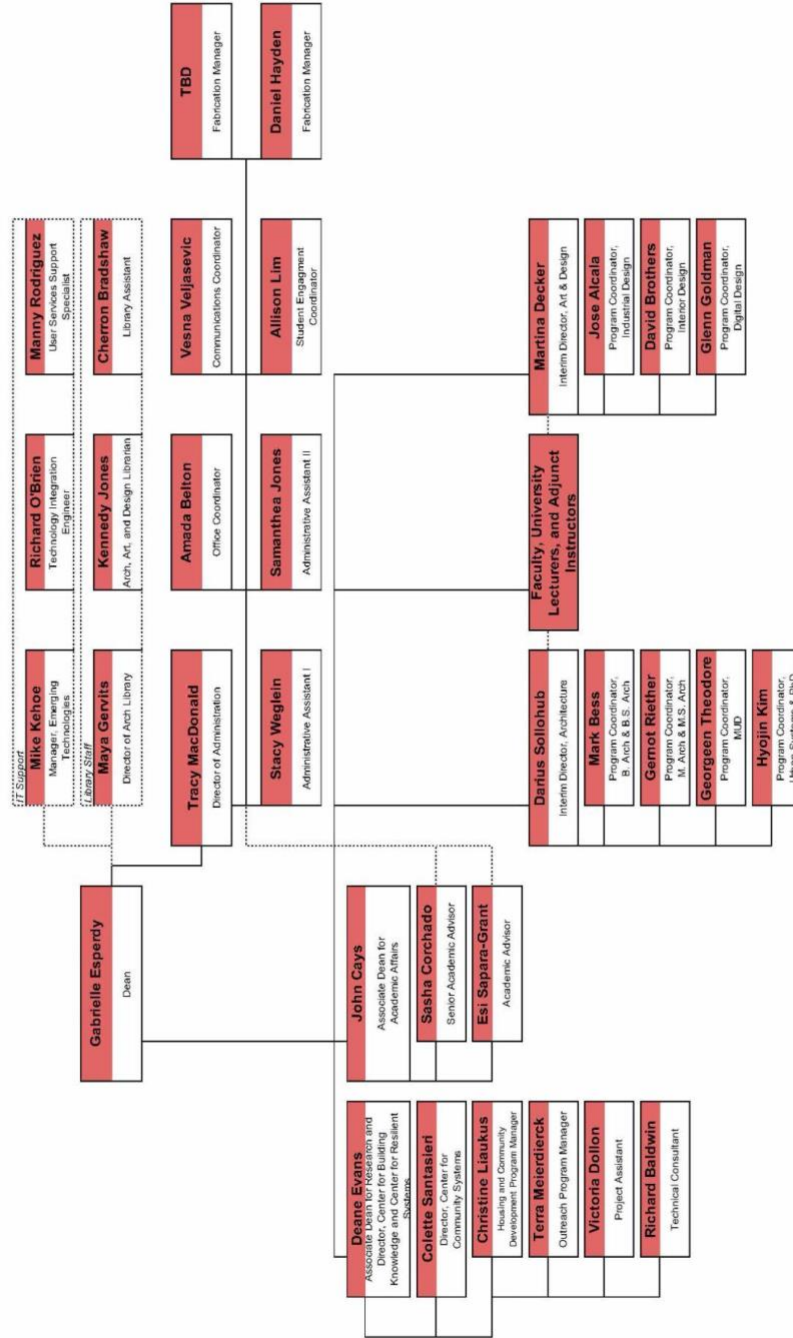 Gabrielle Esperdy
Dean
IT Support
Mike Kehoe
Manager, Emerging
Technologies
Richard O'Brien
Technology Integration
Engineer
Manny Rodriguez
User Services Support
Specialist
Library Staff
Maya Gervits
Director of Arch Library
Kennedy Jones
Arch, Art, and Design Librarian
Cherron Bradshaw
Library Assistant
Tracy MacDonald
Director of Administration
Amada Belton
Office Coordinator
Vesna Veljasevic
Communications Coordinator
TBD
Fabrication Manager
Stacy Weglein
Administrative Assistant I
Samanthea Jones
Administrative Assistant II
Allison Lim
Student Engagment
Coordinator
Daniel Hayden
Fabrication Manager
Deane Evans
Associate Dean for Research and
Director, Center for Building
Knowledge and Center for Resilient
Systems
Colette Santasieri
Director, Center for
Community Systems
Christine Liaukus
Housing and Community
Development Program Manager
Terra Meierdierck
Outreach Program Manager
Victoria Dollon
Project Assistant
Richard Baldwin
Technical Consultant
John Cays
Associate Dean for
Academic Affairs
Sasha Corchado
Senior Academic Advisor
Esi Sapara-Grant
Academic Advisor
Darius Sollohub
Interim Director, Architecture
Mark Bess
Program Coordinator,
B. Arch & B.S. Arch
Gernot Riether
Program Coordinator,
M. Arch & M.S. Arch
Georgeen Theodore
Program Coordinator,
MUD
Hyojin Kim
Program Coordinator,
Urban Systems & PhD
Faculty, University
Lecturers, and Adjunct
Instructors
Martina Decker
Interim Director, Art & Design
Jose Alcala
Program Coordinator,
Industrial Design
David Brothers
Program Coordinator,
Interior Design
Glenn Goldman
Program Coordinator,
Digital Design